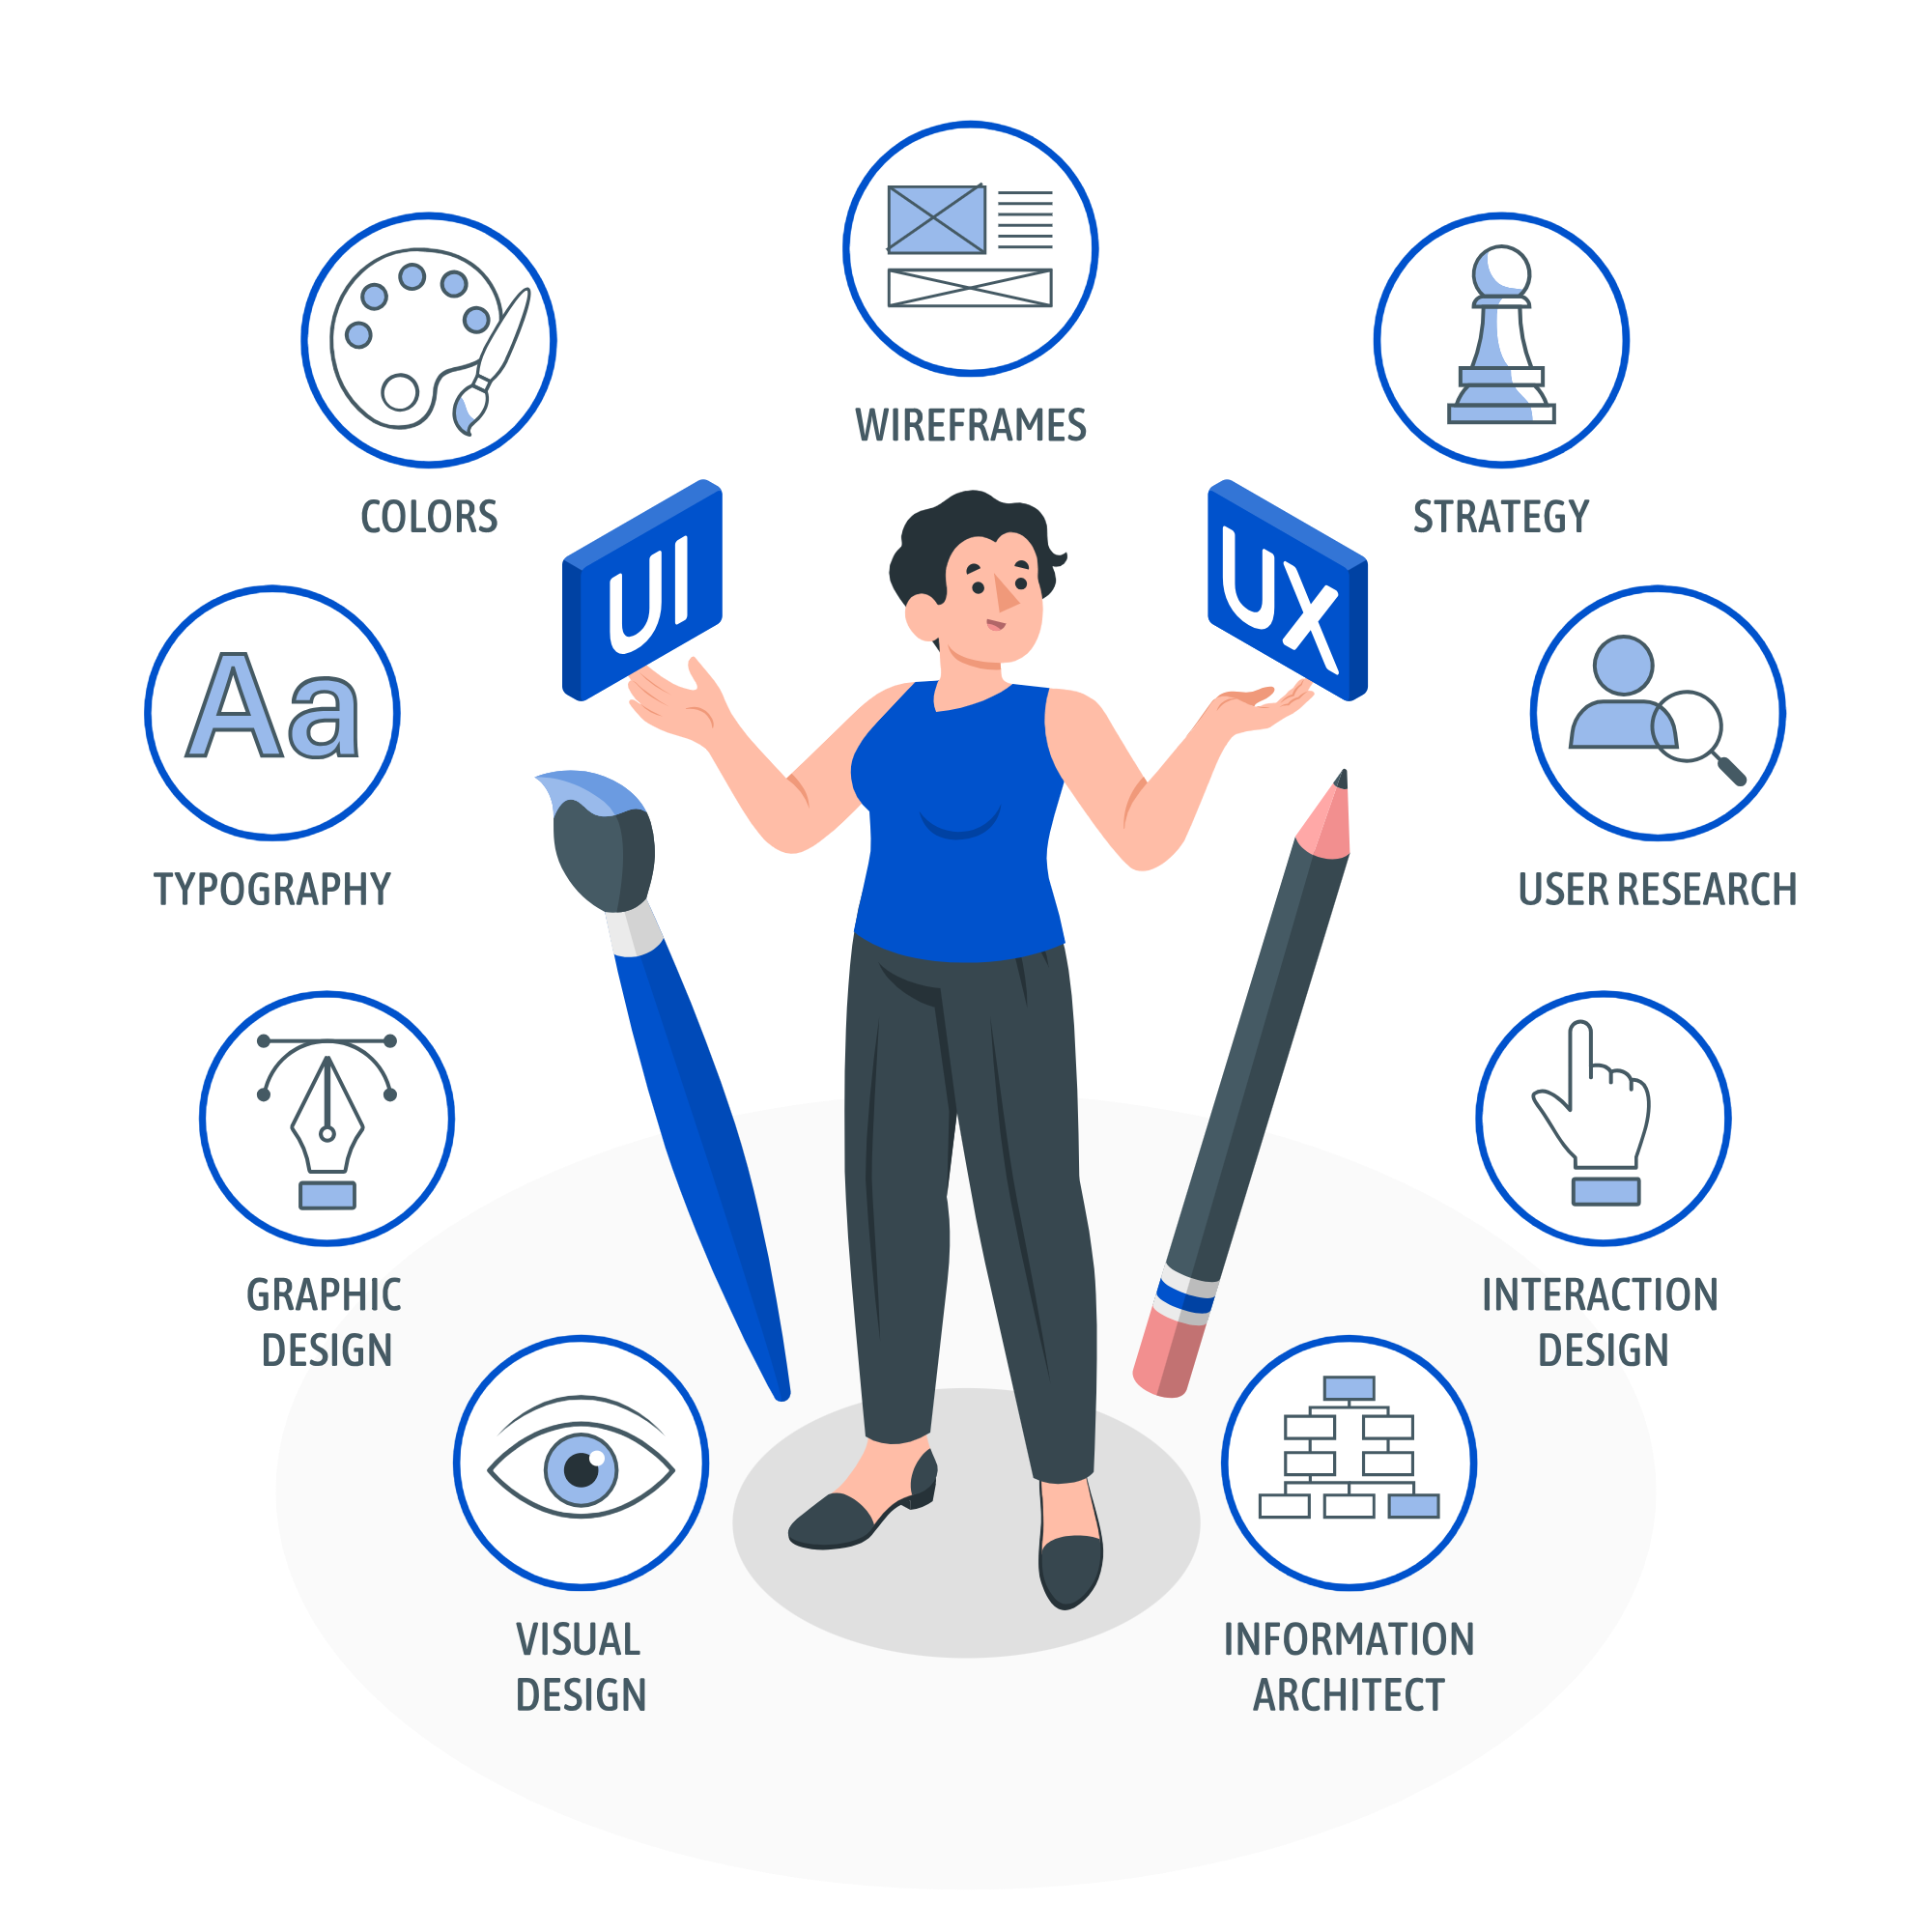 WIREFRAMES
COLORS
STRATEGY
UI
UX
Aa
TYPOGRAPHY
USER RESEARCH
GRAPHIC
DESIGN
INTERACTION
DESIGN
VISUAL
DESIGN
INFORMATION
ARCHITECT